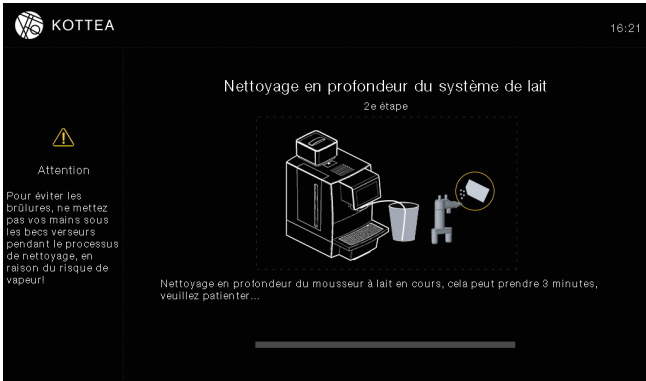 KOTTEA
16:21
Nettoyage en profondeur du système de lait
2e étape
Attention
Pour éviter les
brûlures, ne mettez
pas vos mains sous
les becs verseurs
pendant le processus
de nettoyage, en
raison du risque de
vapeur!
Nettoyage en profondeur du mousseur à lait en cours, cela peut prendre 3 minutes,
veuillez patienter...